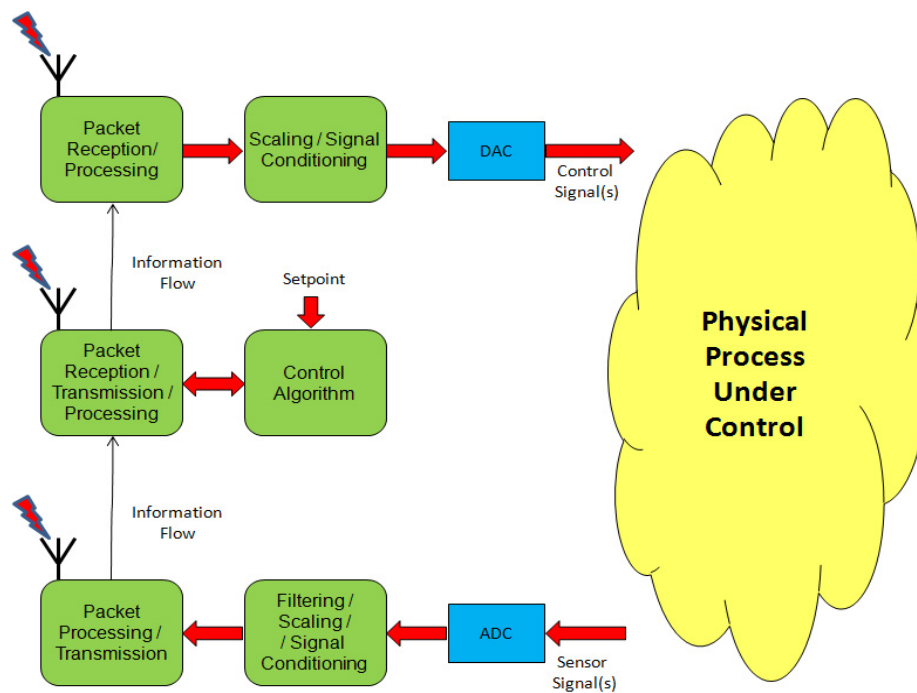 Packet
Reception/
Processing
Scaling / Signal
Conditioning
DAC
Control
Signal(s)
Information
Flow
Setpoint
Packet
Reception /
Transmission /
Processing
Control
Algorithm
Physical
Process
Under
Control
Information
Flow
Packet
Processing /
Transmission
Filtering /
Scaling /
/ Signal
Conditioning
ADC
Sensor
Signal(s)